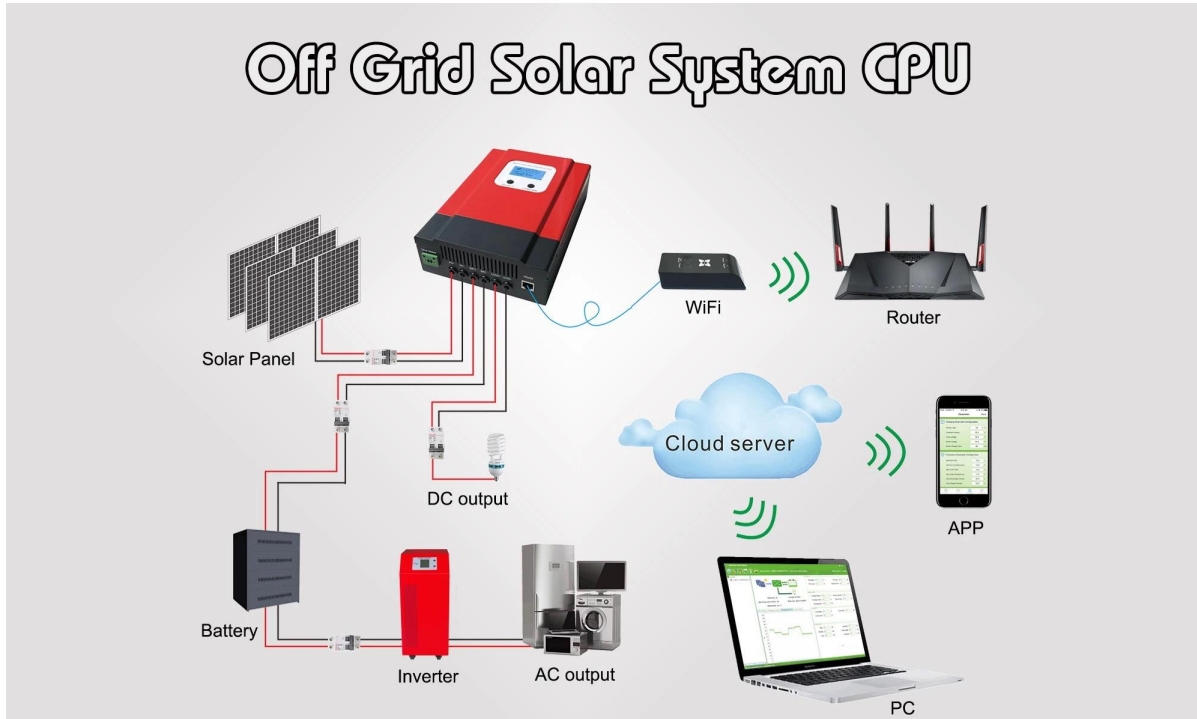 Off Grid Solar System CPU
WiFi
Router
Solar Panel
Cloud server
DC output
APP
Battery
Inverter
AC output
PC